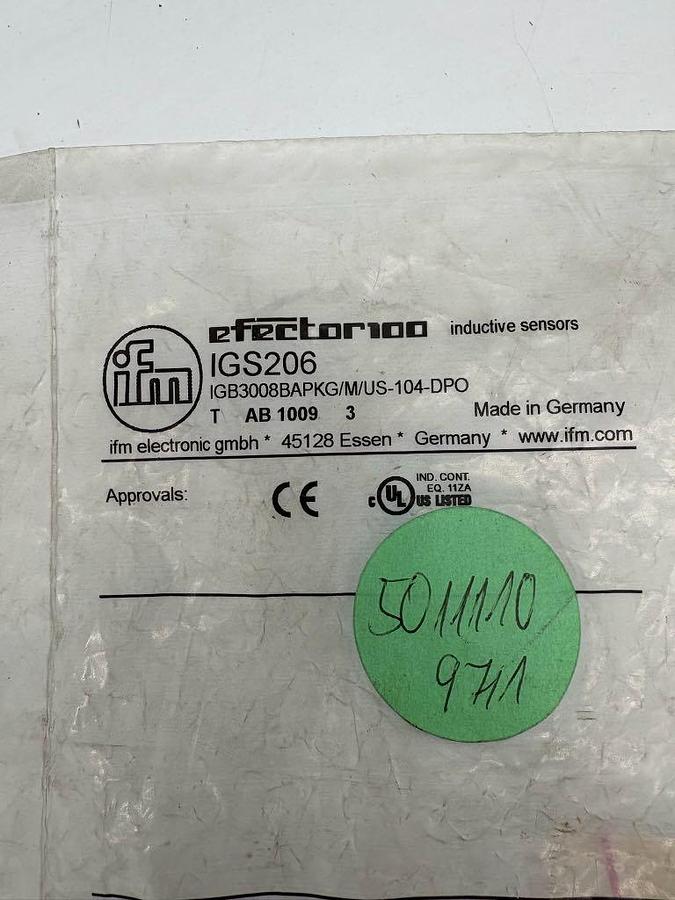 ifm
efector100 inductive sensors
IGS206
IGB3008BAPKG/M/US-104-DPO
T AB 1009 3 Made in Germany
ifm electronic gmbh * 45128 Essen * Germany * www.ifm.com
Approvals:
CE
IND. CONT.
EQ. 11ZA
c UL US LISTED
5011110